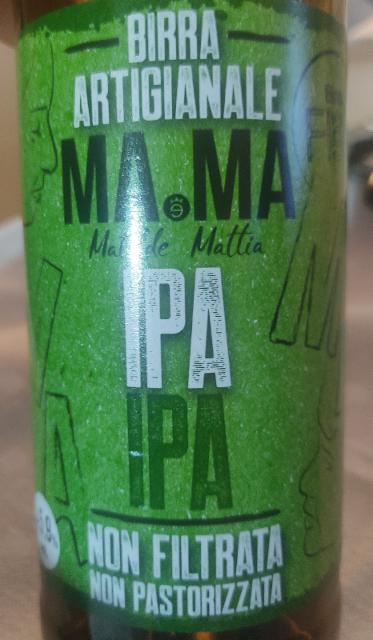 BIRRA
ARTIGIANALE
MA MA
Matilde Mattia
IPA
IPA
NON FILTRATA
NON PASTORIZZATA